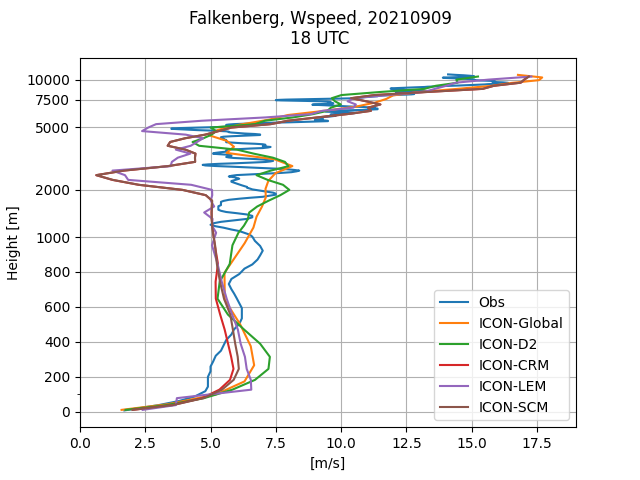 Falkenberg, Wspeed, 20210909
18 UTC
10000
7500
5000
2000
1000
800
600
400
200
0
Height [m]
0.0 2.5 5.0 7.5 10.0 12.5 15.0 17.5
[m/s]
Obs
ICON-Global
ICON-D2
ICON-CRM
ICON-LEM
ICON-SCM